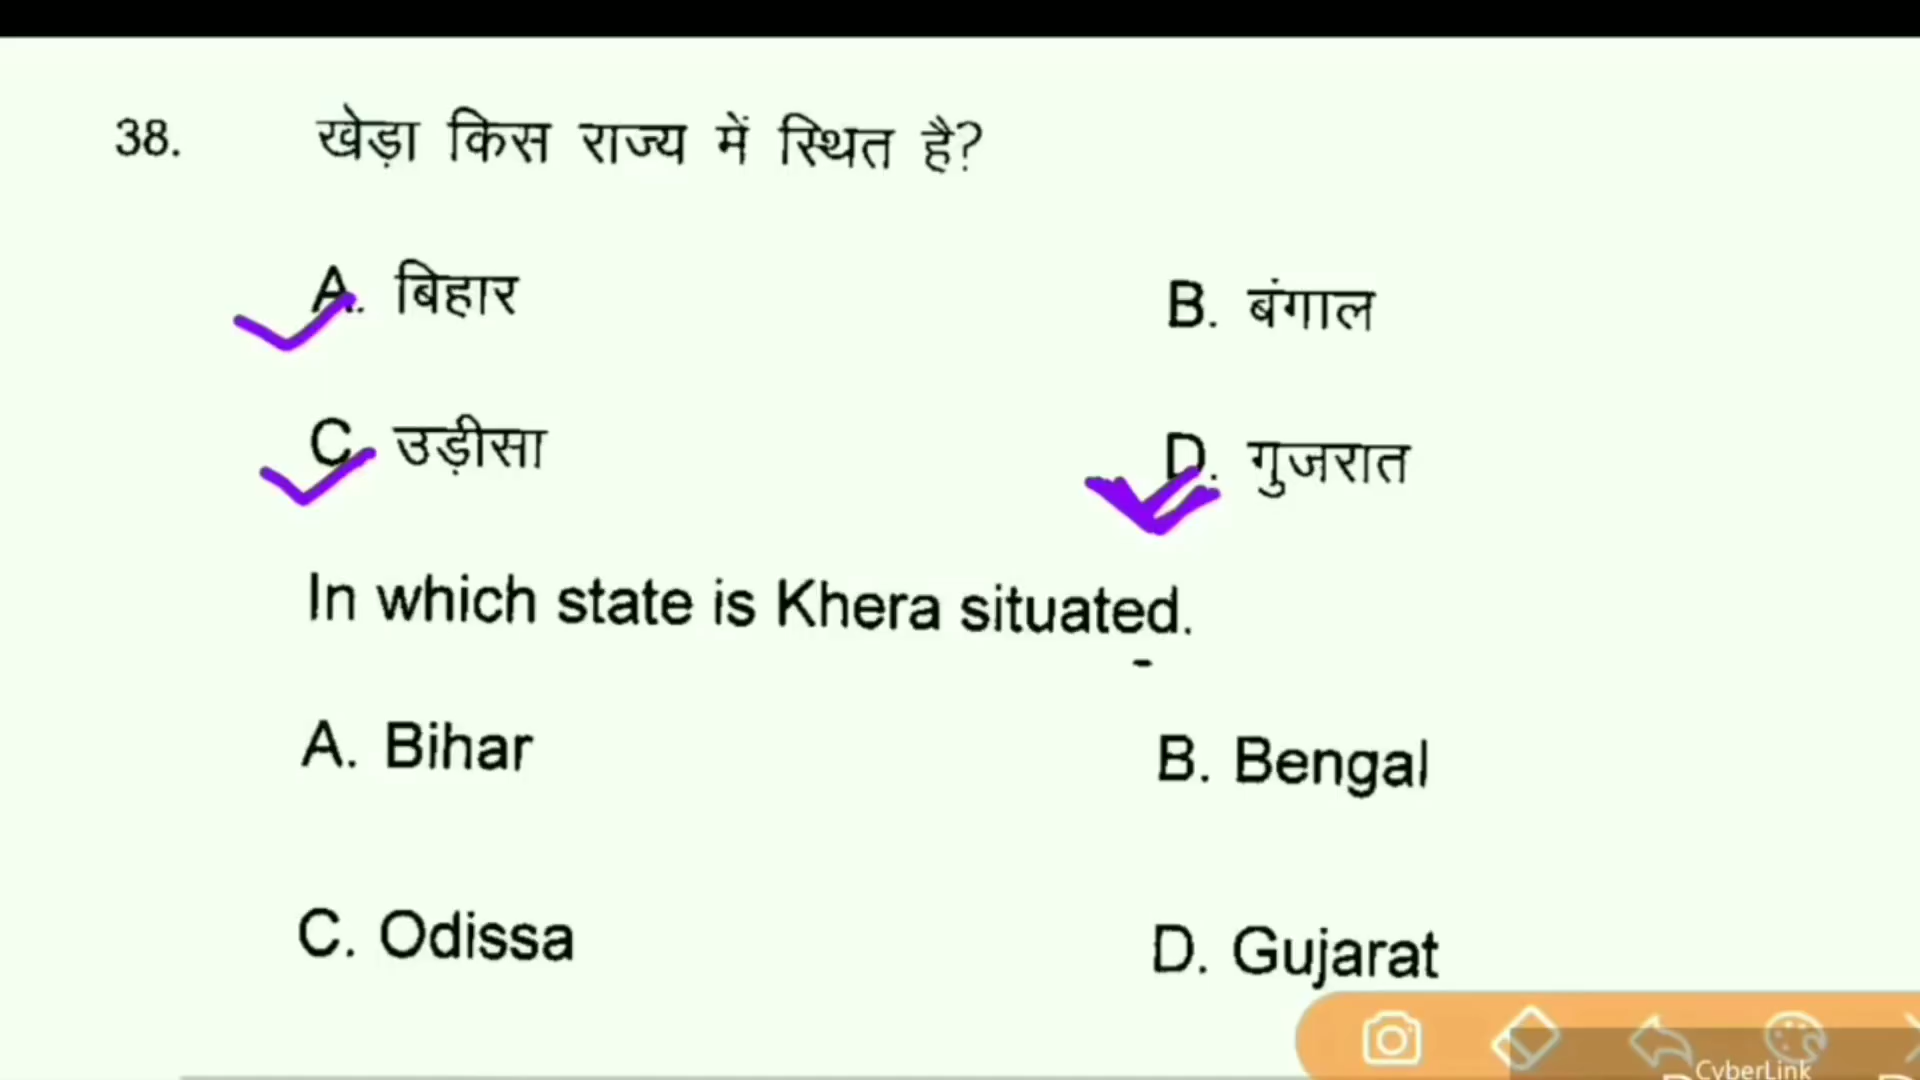 38. खेड़ा किस राज्य में स्थित है?
A. बिहार B. बंगाल
C. उड़ीसा D. गुजरात
In which state is Khera situated.
A. Bihar B. Bengal
C. Odissa D. Gujarat
CyberLink